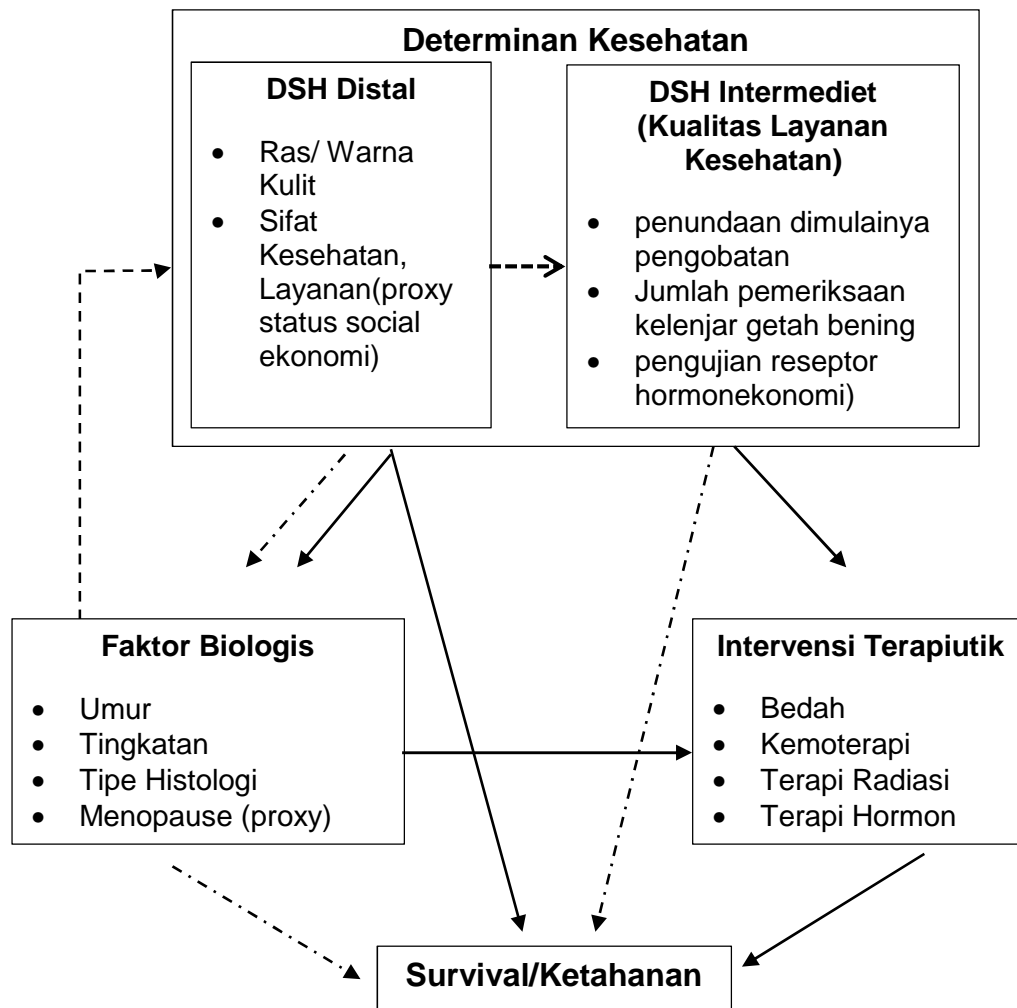 Determinan Kesehatan
DSH Distal
• Ras/ Warna
Kulit
• Sifat
Kesehatan,
Layanan(proxy
status social
ekonomi)
DSH Intermediet
(Kualitas Layanan
Kesehatan)
• penundaan dimulainya
pengobatan
• Jumlah pemeriksaan
kelenjar getah bening
• pengujian reseptor
hormonekonomi)
Faktor Biologis
• Umur
• Tingkatan
• Tipe Histologi
• Menopause (proxy)
Intervensi Terapiutik
• Bedah
• Kemoterapi
• Terapi Radiasi
• Terapi Hormon
Survival/Ketahanan